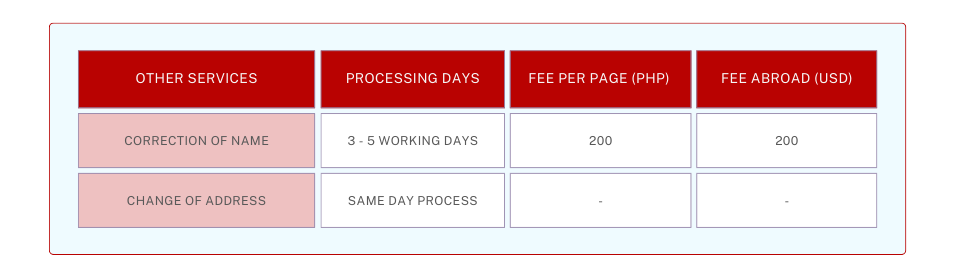 OTHER SERVICES PROCESSING DAYS FEE PER PAGE (PHP) FEE ABROAD (USD)
CORRECTION OF NAME 3 - 5 WORKING DAYS 200 200
CHANGE OF ADDRESS SAME DAY PROCESS - -